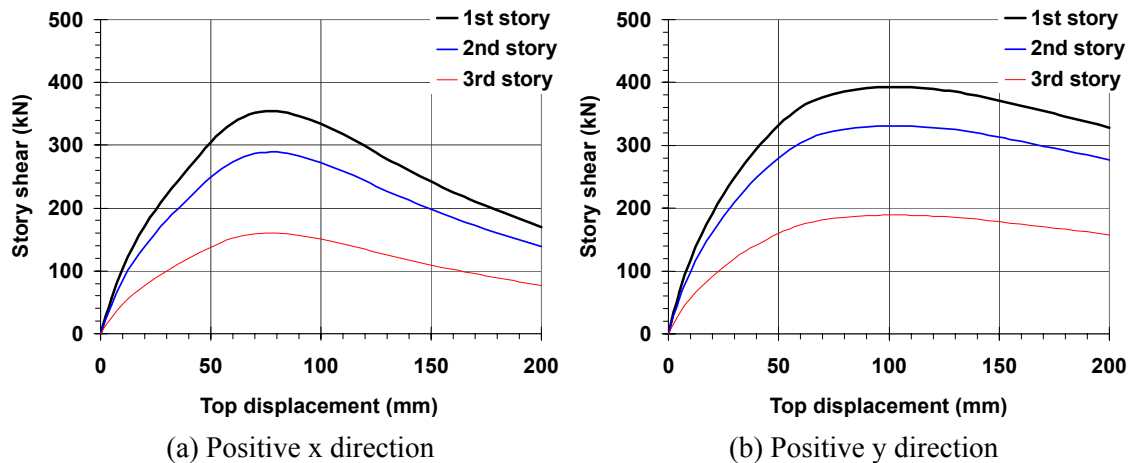 500
400
300
200
100
0
Story shear (kN)
1st story
2nd story
3rd story
0 50 100 150 200
Top displacement (mm)
(a) Positive x direction
500
400
300
200
100
0
Story shear (kN)
1st story
2nd story
3rd story
0 50 100 150 200
Top displacement (mm)
(b) Positive y direction